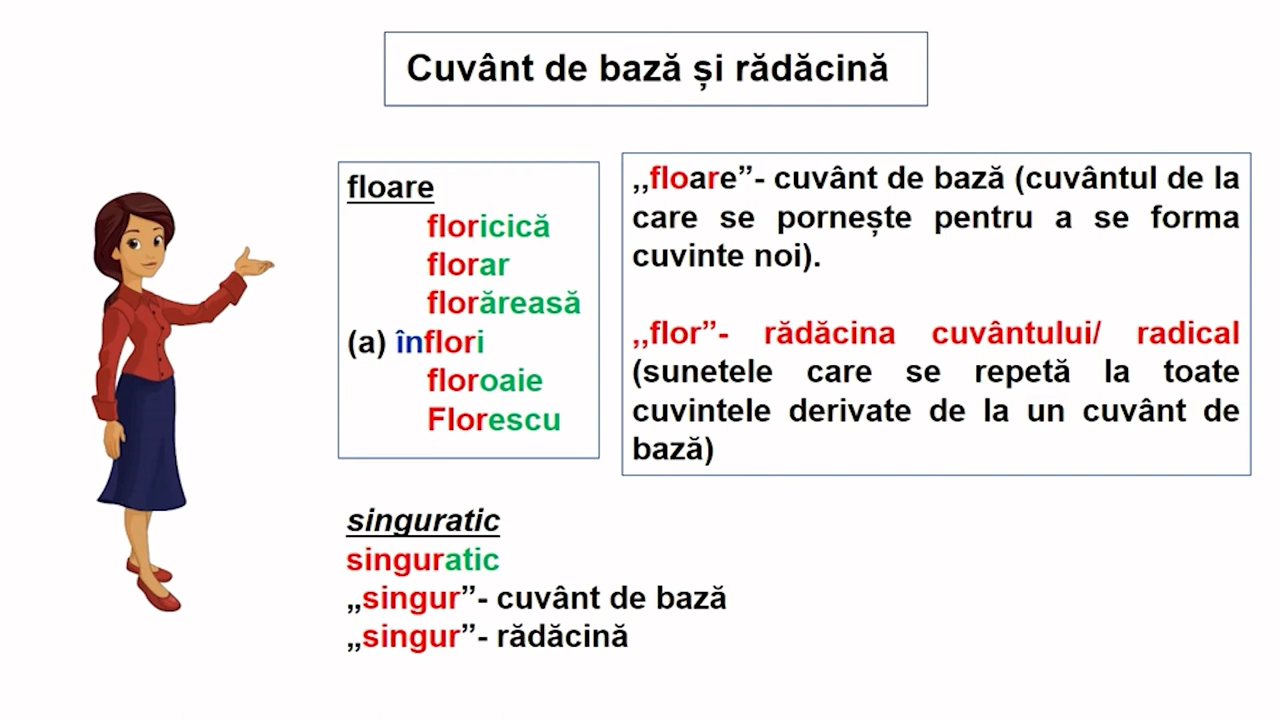 Cuvânt de bază și rădăcină
floare
floricică
florar
florăreasă
(a) înflori
floroaie
Florescu
,,floare”- cuvânt de bază (cuvântul de la
care se pornește pentru a se forma
cuvinte noi).
,,flor”- rădăcina cuvântului/ radical
(sunetele care se repetă la toate
cuvintele derivate de la un cuvânt de
bază)
singuratic
singuratic
„singur”- cuvânt de bază
„singur”- rădăcină